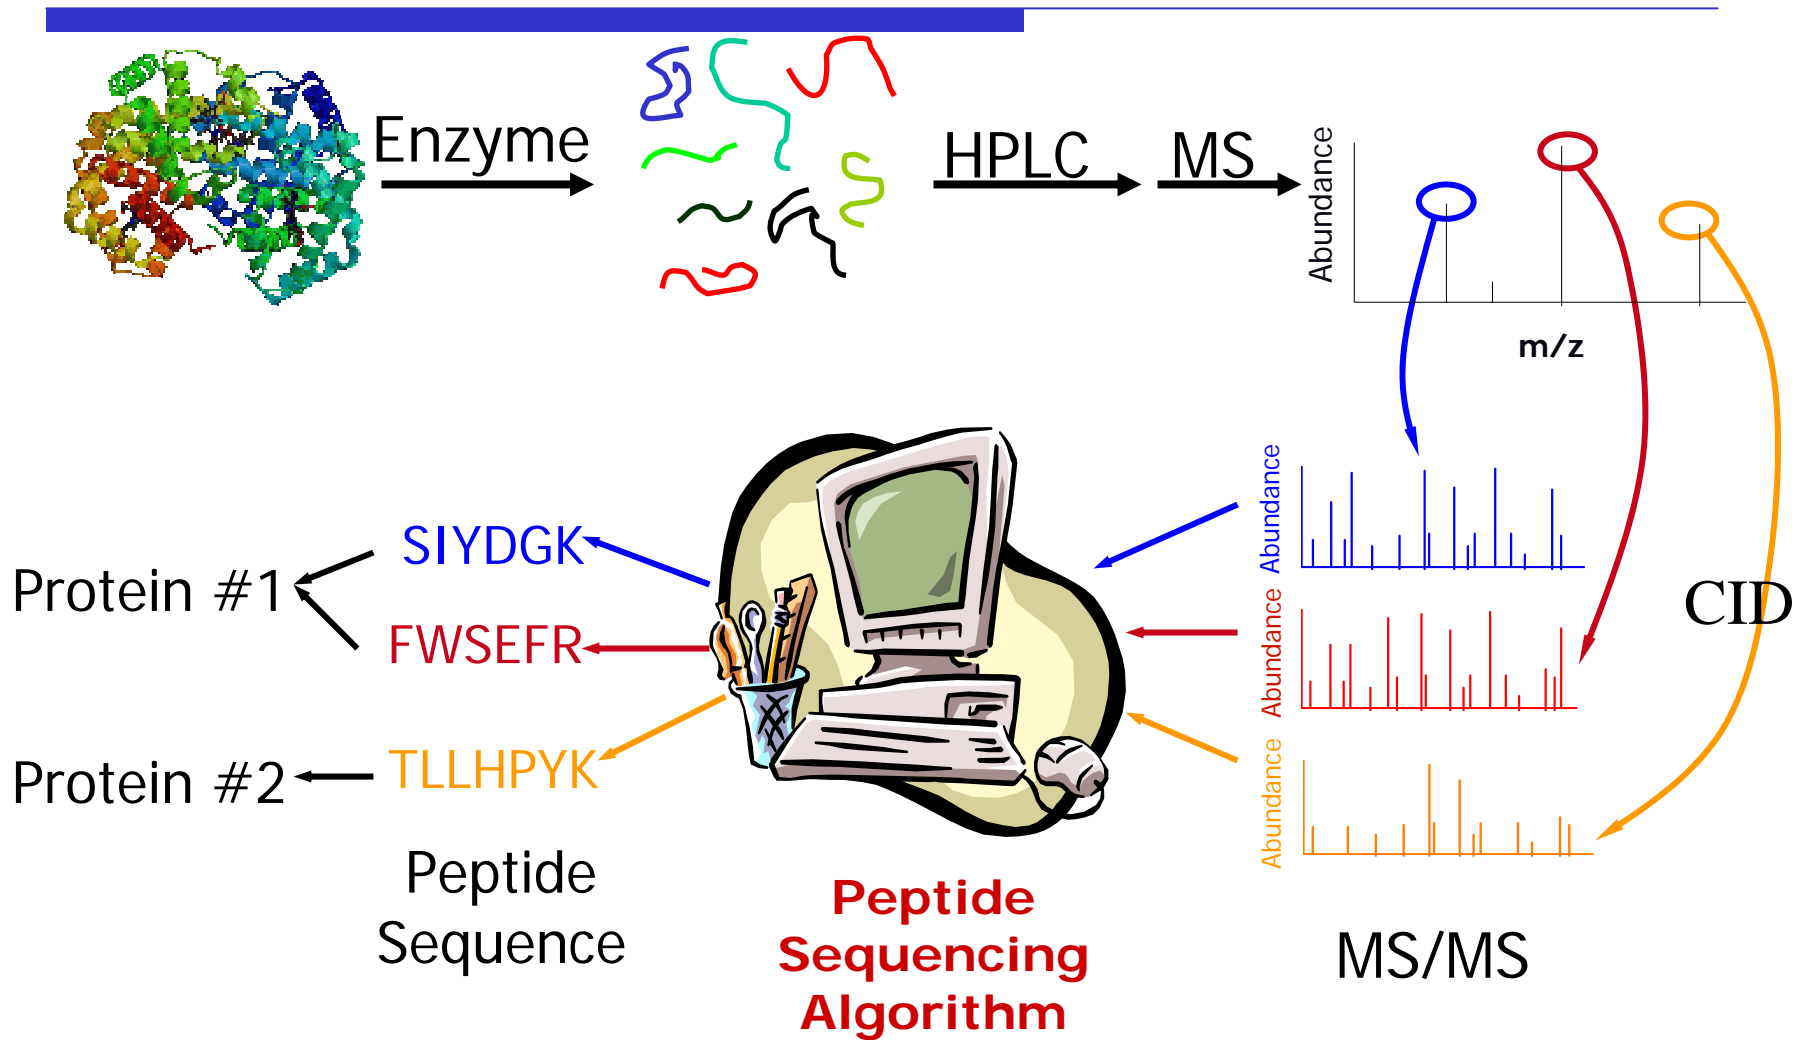 Enzyme
HPLC
MS
Abundance
m/z
Abundance
SIYDGK
Protein #1
CID
FWSEFR
Abundance
TLLHPYK
Protein #2
Abundance
Peptide
Sequence
Peptide
Sequencing
Algorithm
MS/MS